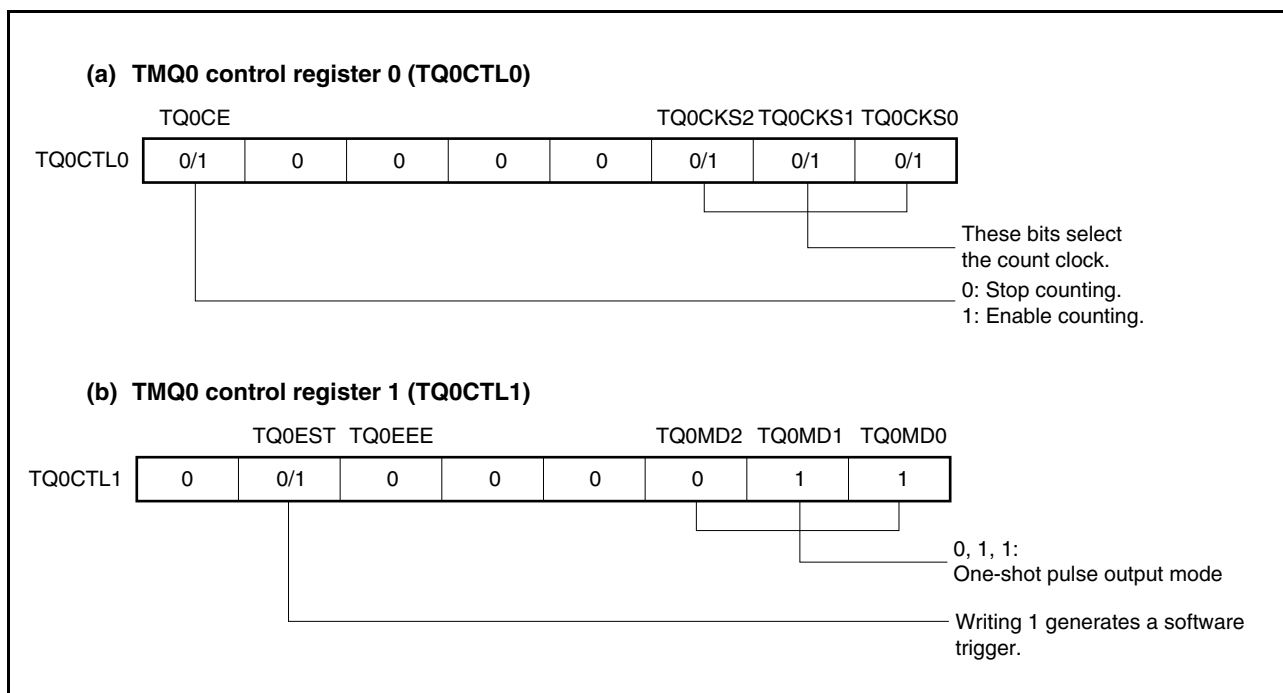 (a) TMQ0 control register 0 (TQ0CTL0)
TQ0CE TQ0CKS2 TQ0CKS1 TQ0CKS0
TQ0CTL0 0/1 0 0 0 0 0/1 0/1 0/1
These bits select
the count clock.
0: Stop counting.
1: Enable counting.
(b) TMQ0 control register 1 (TQ0CTL1)
TQ0EST TQ0EEE TQ0MD2 TQ0MD1 TQ0MD0
TQ0CTL1 0 0/1 0 0 0 0 1 1
0, 1, 1:
One-shot pulse output mode
Writing 1 generates a software
trigger.